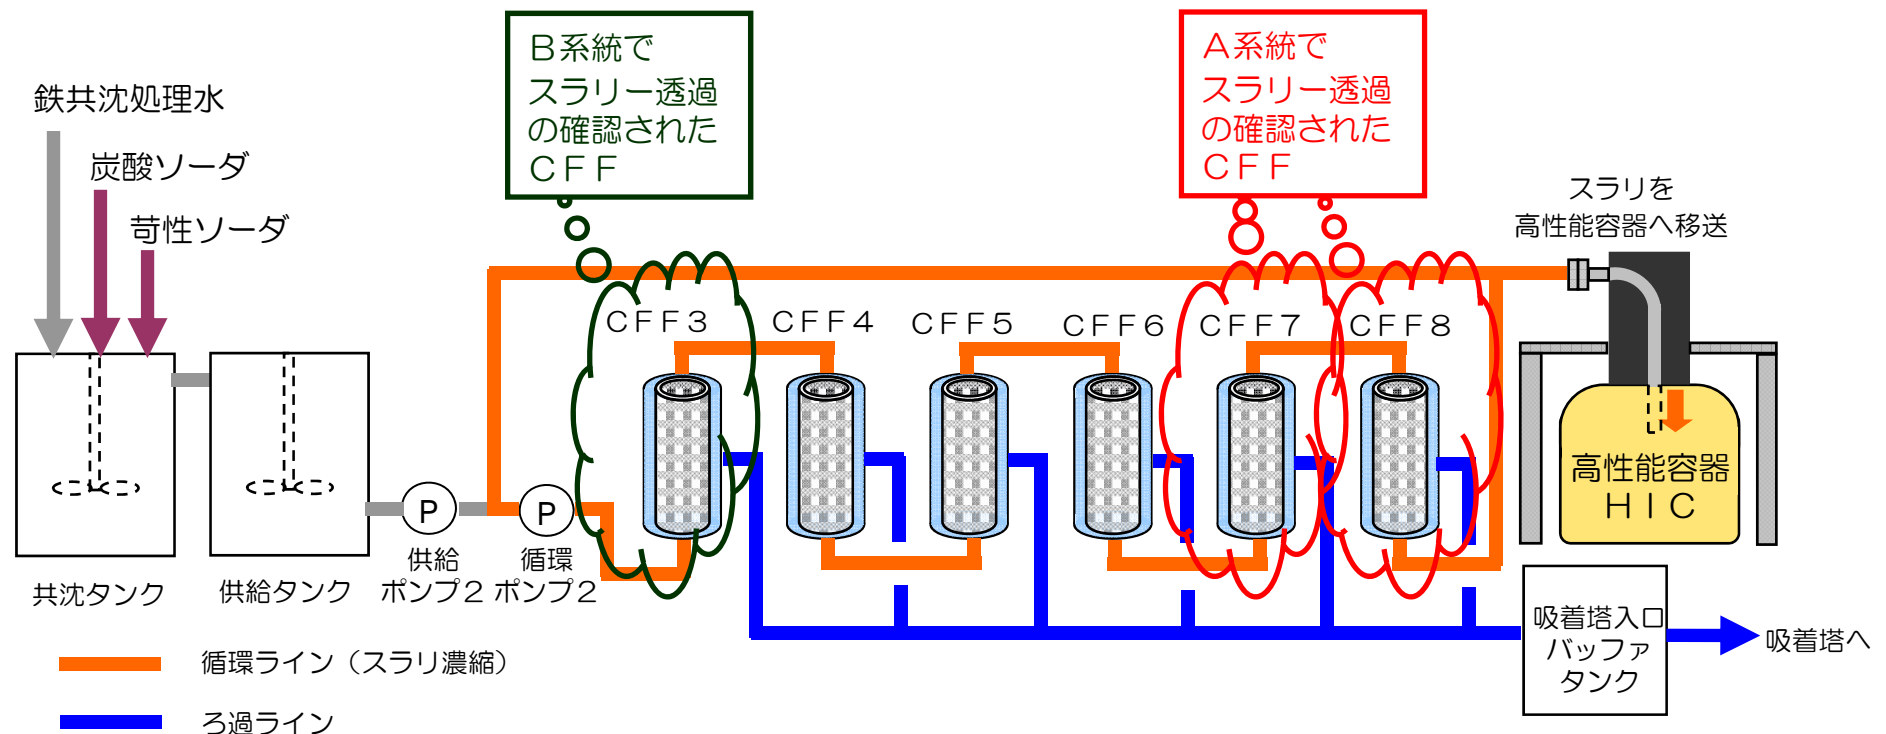 B系統で
スラリー透過
の確認された
CFF
A系統で
スラリー透過
の確認された
CFF
鉄共沈処理水
炭酸ソーダ
苛性ソーダ
スラリを
高性能容器へ移送
CFF3
CFF4
CFF5
CFF6
CFF7
CFF8
高性能容器
HIC
P
P
供給
ポンプ2
循環
ポンプ2
共沈タンク
供給タンク
吸着塔入口
バッファ
タンク
吸着塔へ
循環ライン（スラリ濃縮）
ろ過ライン